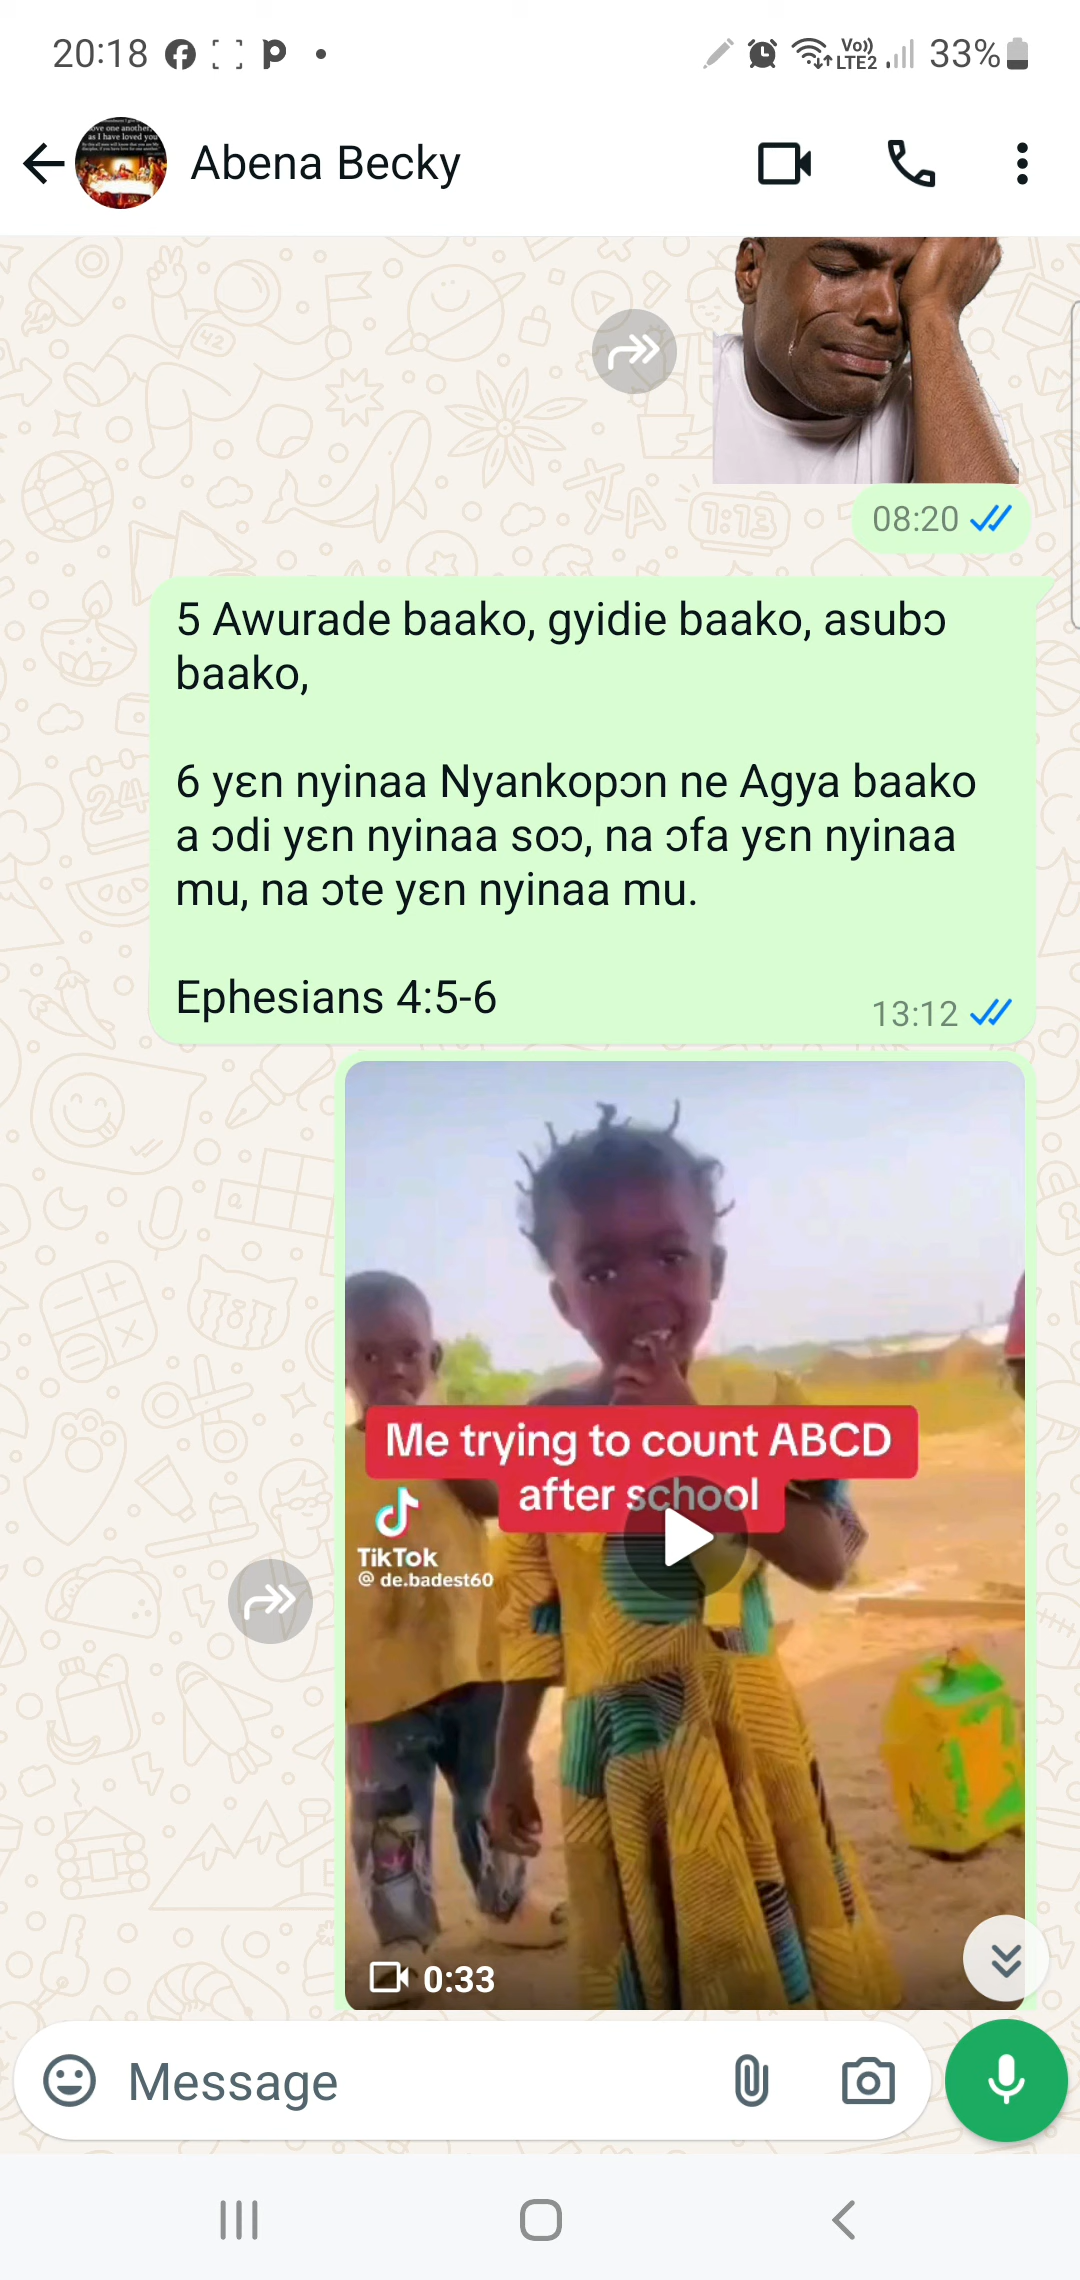 20:18
Vo))
LTE2
33%
Abena Becky
08:20
5 Awurade baako, gyidie baako, asubɔ
baako,
6 yɛn nyinaa Nyankopɔn ne Agya baako
a ɔdi yɛn nyinaa soɔ, na ɔfa yɛn nyinaa
mu, na ɔte yɛn nyinaa mu.
Ephesians 4:5-6
13:12
Me trying to count ABCD
after school
TikTok
@ de.badest60
0:33
Message